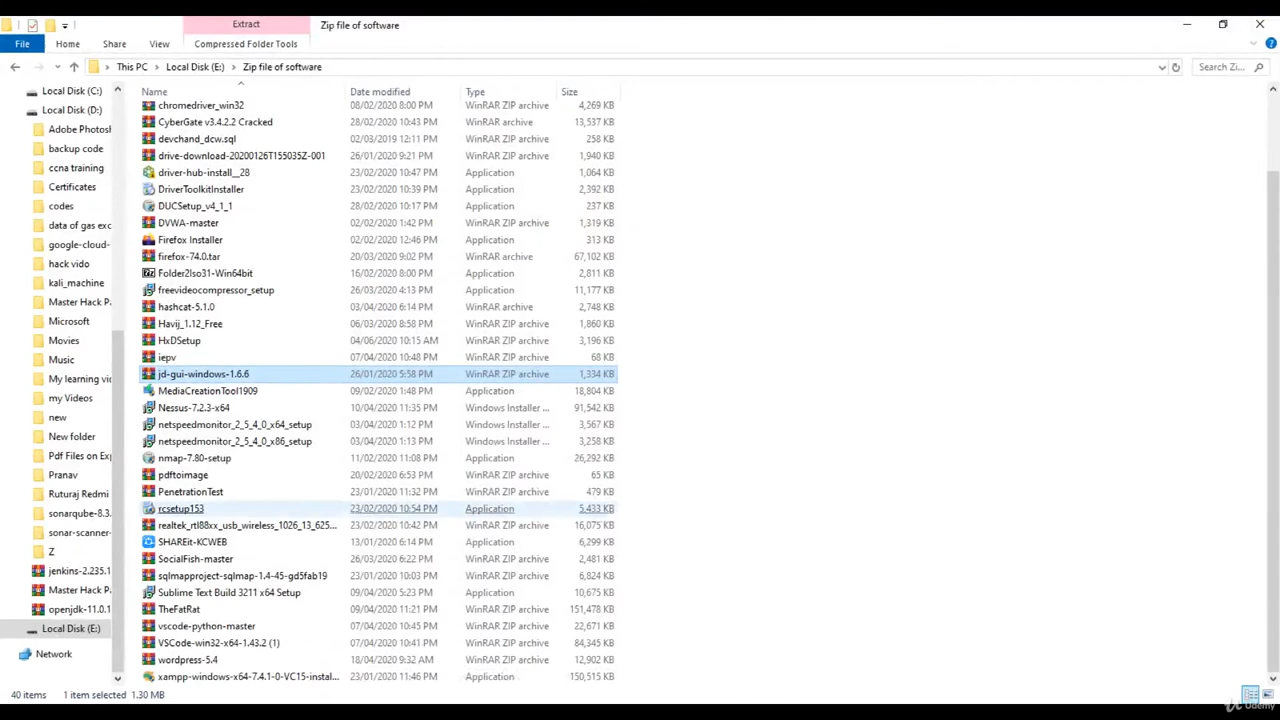 Extract
Zip file of software
File
Home
Share
View
Compressed Folder Tools
This PC
Local Disk (E:)
Zip file of software
Search Zi...
Name
Date modified
Type
Size
Local Disk (C:)
Local Disk (D:)
Adobe Photosh
backup code
ccna training
Certificates
codes
data of gas exc
google-cloud-
hack vido
kali_machine
Master Hack Pa
Microsoft
Movies
Music
My learning vid
my Videos
new
New folder
Pdf Files on Exp
Pranav
Ruturaj Redmi
sonarqube-8.3.
sonar-scanner-
Z
jenkins-2.235.1
Master Hack Pa
openjdk-11.0.1
Local Disk (E:)
Network
chromedriver_win32 08/02/2020 8:00 PM WinRAR ZIP archive 4,269 KB
CyberGate v3.4.2.2 Cracked 28/02/2020 10:43 PM WinRAR archive 13,537 KB
devchand_dcw.sql 02/03/2019 12:11 PM WinRAR ZIP archive 258 KB
drive-download-20200126T155035Z-001 26/01/2020 9:21 PM WinRAR ZIP archive 1,940 KB
driver-hub-install__28 23/02/2020 10:47 PM Application 1,064 KB
DriverToolkitInstaller 23/02/2020 10:39 PM Application 2,392 KB
DUCSetup_v4_1_1 28/02/2020 10:17 PM Application 237 KB
DVWA-master 02/02/2020 1:42 PM WinRAR ZIP archive 1,319 KB
Firefox Installer 02/02/2020 12:46 PM Application 313 KB
firefox-74.0.tar 20/03/2020 9:02 PM WinRAR archive 67,102 KB
Folder2Iso31-Win64bit 16/02/2020 8:00 PM Application 2,811 KB
freevideocompressor_setup 26/03/2020 4:13 PM Application 11,177 KB
hashcat-5.1.0 03/04/2020 6:14 PM WinRAR archive 2,748 KB
Havij_1.12_Free 06/03/2020 8:58 PM WinRAR ZIP archive 1,860 KB
HxDSetup 04/06/2020 10:15 AM WinRAR ZIP archive 3,196 KB
iepv 07/04/2020 10:48 PM WinRAR ZIP archive 68 KB
jd-gui-windows-1.6.6 26/01/2020 5:58 PM WinRAR ZIP archive 1,334 KB
MediaCreationTool1909 09/02/2020 1:48 PM Application 18,804 KB
Nessus-7.2.3-x64 10/04/2020 11:35 PM Windows Installer ... 91,542 KB
netspeedmonitor_2_5_4_0_x64_setup 03/04/2020 1:12 PM Windows Installer ... 3,567 KB
netspeedmonitor_2_5_4_0_x86_setup 03/04/2020 1:13 PM Windows Installer ... 3,258 KB
nmap-7.80-setup 11/02/2020 11:08 PM Application 26,292 KB
pdftoimage 20/02/2020 6:53 PM WinRAR ZIP archive 65 KB
PenetrationTest 23/01/2020 11:32 PM WinRAR ZIP archive 479 KB
rcsetup153 23/02/2020 10:54 PM Application 5,433 KB
realtek_rtl88xx_usb_wireless_1026_13_625... 23/02/2020 10:42 PM WinRAR ZIP archive 16,075 KB
SHAREit-KCWEB 13/01/2020 6:14 PM Application 6,299 KB
SocialFish-master 26/03/2020 6:22 PM WinRAR ZIP archive 2,481 KB
sqlmapproject-sqlmap-1.4-45-gd5fab19 23/01/2020 10:03 PM WinRAR ZIP archive 6,824 KB
Sublime Text Build 3211 x64 Setup 09/04/2020 5:23 PM Application 10,675 KB
TheFatRat 09/04/2020 11:21 PM WinRAR ZIP archive 151,478 KB
vscode-python-master 07/04/2020 10:45 PM WinRAR ZIP archive 22,671 KB
VSCode-win32-x64-1.43.2 (1) 07/04/2020 10:41 PM WinRAR ZIP archive 84,345 KB
wordpress-5.4 18/04/2020 9:32 AM WinRAR ZIP archive 12,902 KB
xampp-windows-x64-7.4.1-0-VC15-instal... 23/01/2020 11:46 PM Application 150,515 KB
40 items
1 item selected 1.30 MB
Udemy